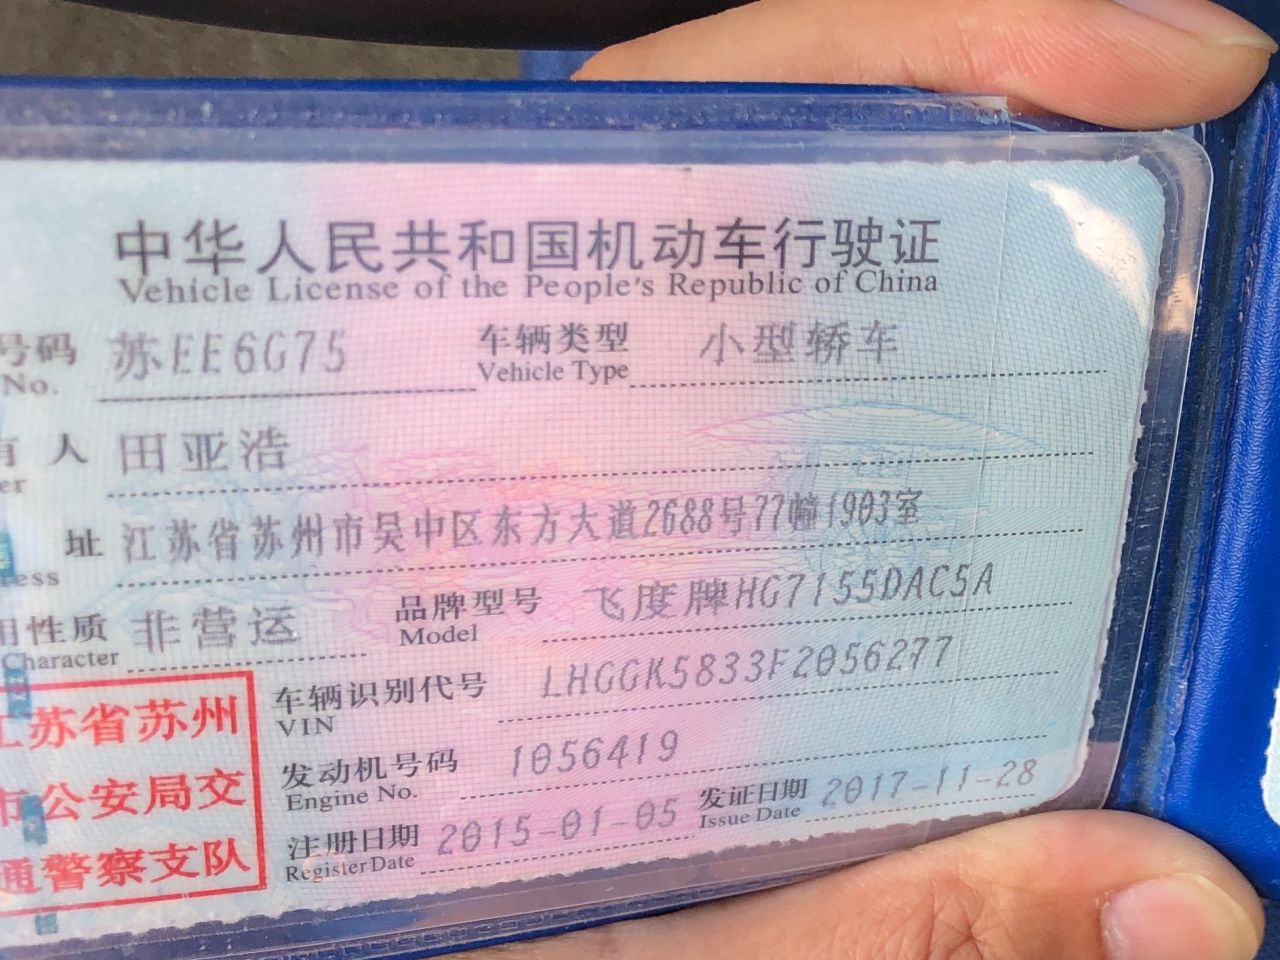 中华人民共和国机动车行驶证
Vehicle License of the People's Republic of China
号码 苏EE6G75 车辆类型 小型轿车
No. Vehicle Type
有人 田亚浩
er
址 江苏省苏州市吴中区东方大道2688号77幢1903室
ess
用性质 非营运 品牌型号 飞度牌HG7155DAC5A
Character Model
车辆识别代号 LHGGK5833F2056277
VIN
发动机号码 1056419
Engine No.
注册日期 2015-01-05 发证日期 2017-11-28
Register Date Issue Date
江苏省苏州
市公安局交
通警察支队